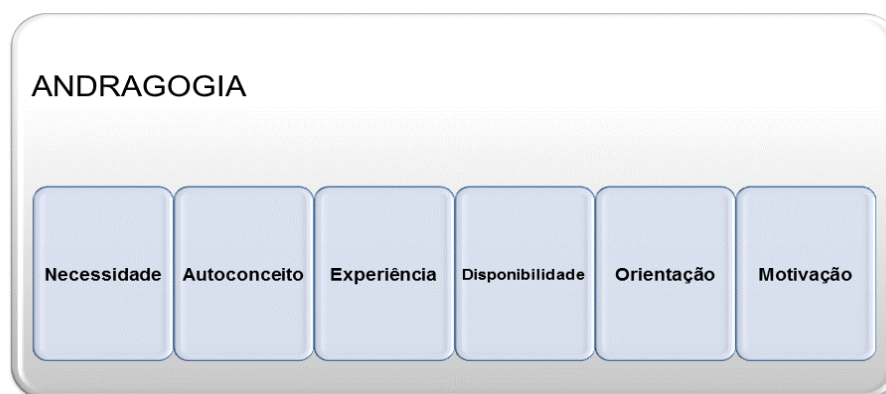 ANDRAGOGIA
Necessidade
Autoconceito
Experiência
Disponibilidade
Orientação
Motivação